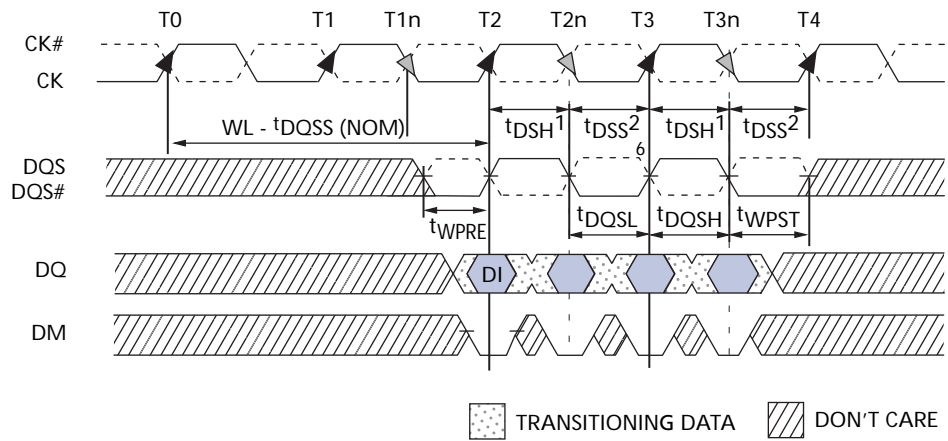 T0 T1 T1n T2 T2n T3 T3n T4
CK#
CK
WL - tDQSS (NOM)
tDSH1 tDSS2 tDSH1 tDSS2
6
DQS
DQS#
tWPRE tDQSL tDQSH tWPST
DQ DI
DM
TRANSITIONING DATA DON'T CARE